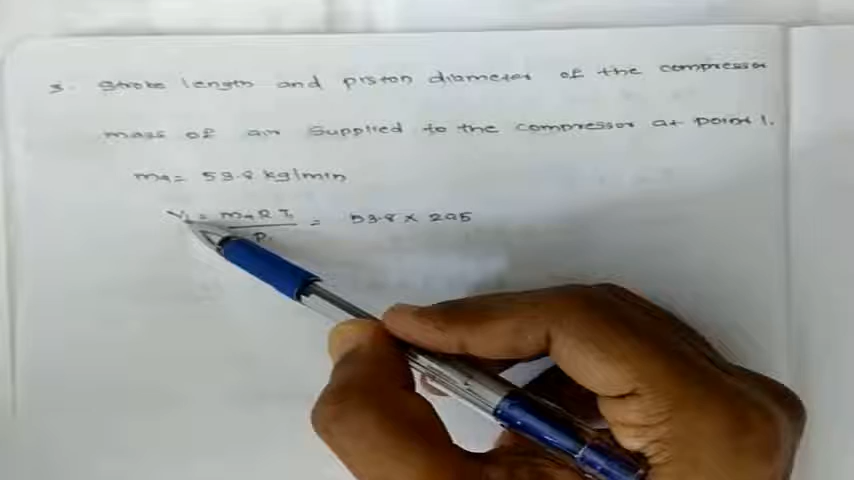 3. Stroke length and piston diameter of the compressor
mass of air supplied to the compressor at point 1.
ma = 53.8 kg/min
V1 = maRT1 / P1 = 53.8 × 295